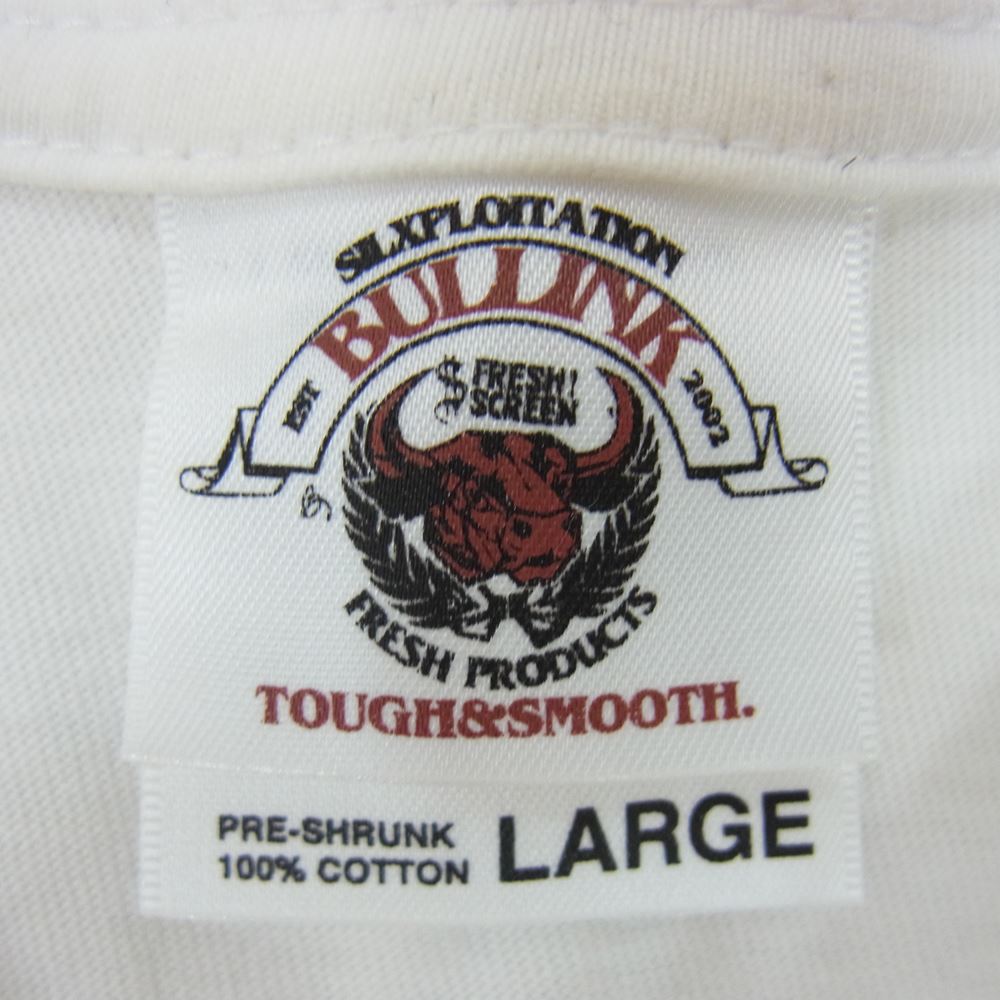 SILXPLOITATION
BULLINK
EST 2002
$ FRESH!
SCREEN
FRESH PRODUCTS
TOUGH&SMOOTH.
PRE-SHRUNK
100% COTTON
LARGE